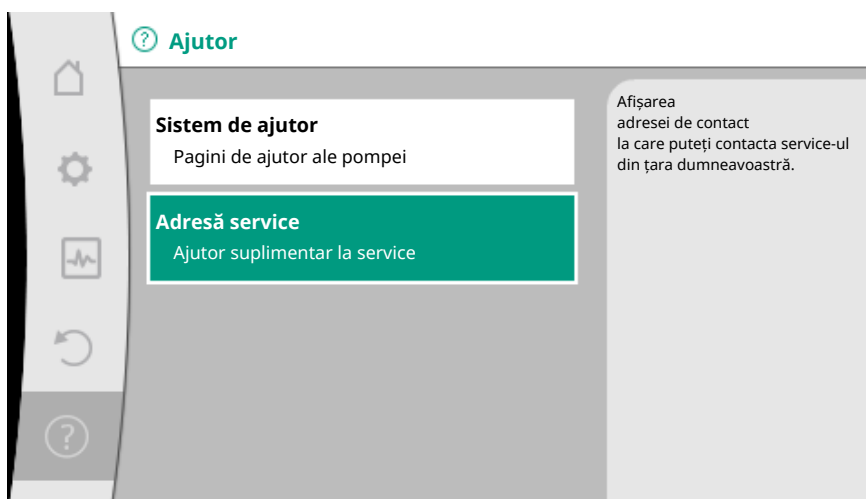 Ajutor
Sistem de ajutor
Pagini de ajutor ale pompei
Adresă service
Ajutor suplimentar la service
Afișarea
adresei de contact
la care puteți contacta service-ul
din țara dumneavoastră.